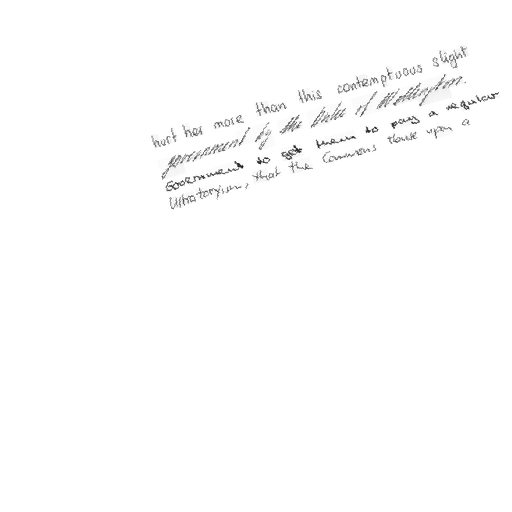 hurt her more than this contemptuous slight
government by the Duke of Wellington.
Government to get them to pay a regular
Ultratoryism, that the Commons House upon a